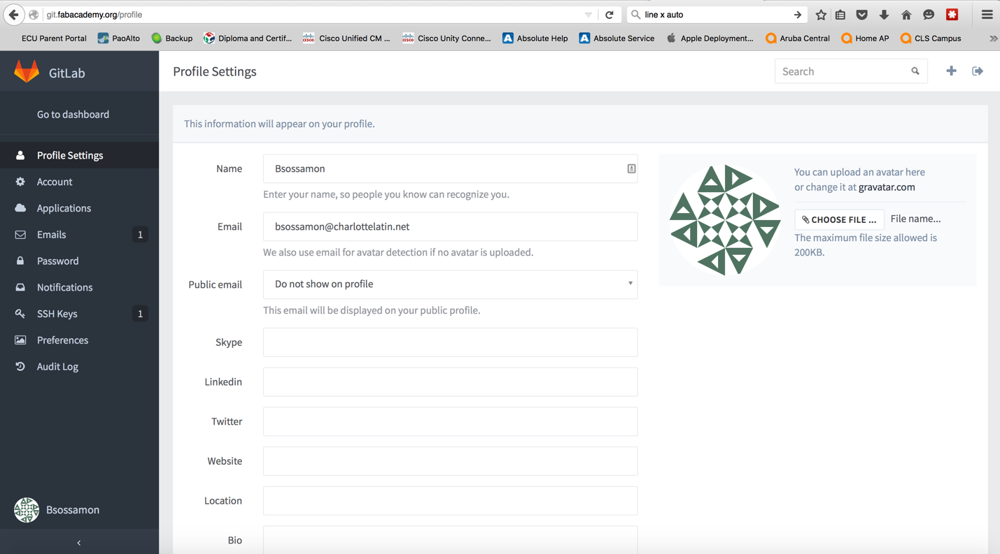 git.fabacademy.org/profile
line x auto
ECU Parent Portal
PaoAlto
Backup
Diploma and Certif...
Cisco Unified CM ...
Cisco Unity Conne...
Absolute Help
Absolute Service
Apple Deployment...
Aruba Central
Home AP
CLS Campus
GitLab
Profile Settings
Search
Go to dashboard
Profile Settings
Account
Applications
Emails 1
Password
Notifications
SSH Keys 1
Preferences
Audit Log
Bsossamon
This information will appear on your profile.
Name
Bsossamon
Enter your name, so people you know can recognize you.
Email
bsossamon@charlottelatin.net
We also use email for avatar detection if no avatar is uploaded.
Public email
Do not show on profile
This email will be displayed on your public profile.
Skype
Linkedin
Twitter
Website
Location
Bio
You can upload an avatar here
or change it at gravatar.com
CHOOSE FILE ...
File name...
The maximum file size allowed is
200KB.